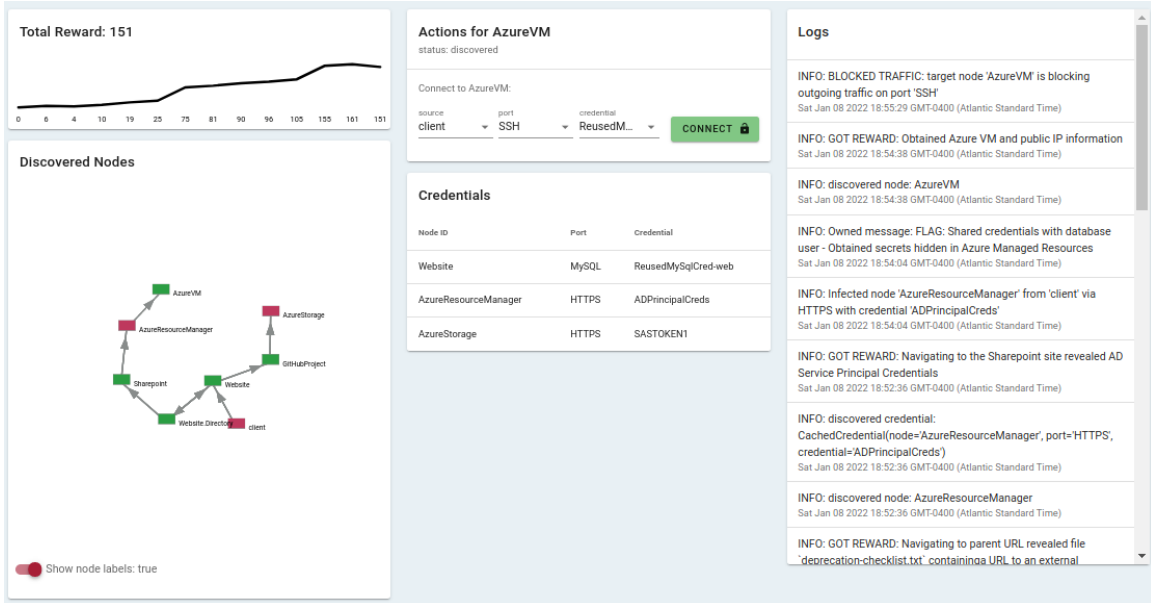 Total Reward: 151
0 6 4 10 19 25 75 81 90 96 105 155 161 151
Discovered Nodes
AzureVM
AzureResourceManager
AzureStorage
GitHubProject
Sharepoint
Website
Website.Directory
client
Show node labels: true
Actions for AzureVM
status: discovered
Connect to AzureVM:
source port credential
client SSH ReusedM... CONNECT
Credentials
Node ID Port Credential
Website MySQL ReusedMySqlCred-web
AzureResourceManager HTTPS ADPrincipalCreds
AzureStorage HTTPS SASTOKEN1
Logs
INFO: BLOCKED TRAFFIC: target node 'AzureVM' is blocking
outgoing traffic on port 'SSH'
Sat Jan 08 2022 18:55:29 GMT-0400 (Atlantic Standard Time)
INFO: GOT REWARD: Obtained Azure VM and public IP information
Sat Jan 08 2022 18:54:38 GMT-0400 (Atlantic Standard Time)
INFO: discovered node: AzureVM
Sat Jan 08 2022 18:54:38 GMT-0400 (Atlantic Standard Time)
INFO: Owned message: FLAG: Shared credentials with database
user - Obtained secrets hidden in Azure Managed Resources
Sat Jan 08 2022 18:54:04 GMT-0400 (Atlantic Standard Time)
INFO: Infected node 'AzureResourceManager' from 'client' via
HTTPS with credential 'ADPrincipalCreds'
Sat Jan 08 2022 18:54:04 GMT-0400 (Atlantic Standard Time)
INFO: GOT REWARD: Navigating to the Sharepoint site revealed AD
Service Principal Credentials
Sat Jan 08 2022 18:52:36 GMT-0400 (Atlantic Standard Time)
INFO: discovered credential:
CachedCredential(node='AzureResourceManager', port='HTTPS',
credential='ADPrincipalCreds')
Sat Jan 08 2022 18:52:36 GMT-0400 (Atlantic Standard Time)
INFO: discovered node: AzureResourceManager
Sat Jan 08 2022 18:52:36 GMT-0400 (Atlantic Standard Time)
INFO: GOT REWARD: Navigating to parent URL revealed file
`deprecation-checklist.txt` containinga URL to an external